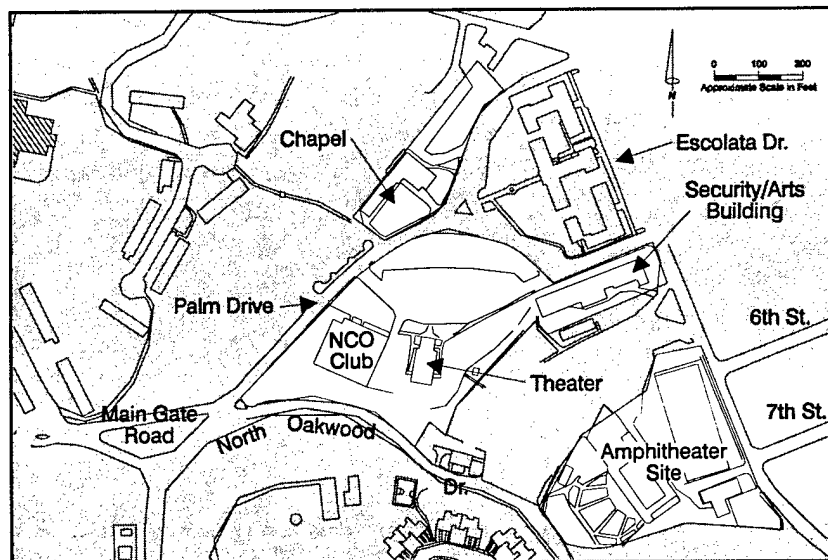 0 100 200
Approximate Scale in Feet
N
Chapel
Escolata Dr.
Security/Arts
Building
Palm Drive
6th St.
NCO
Club
Theater
Main Gate
Road
7th St.
North Oakwood Dr.
Amphitheater
Site